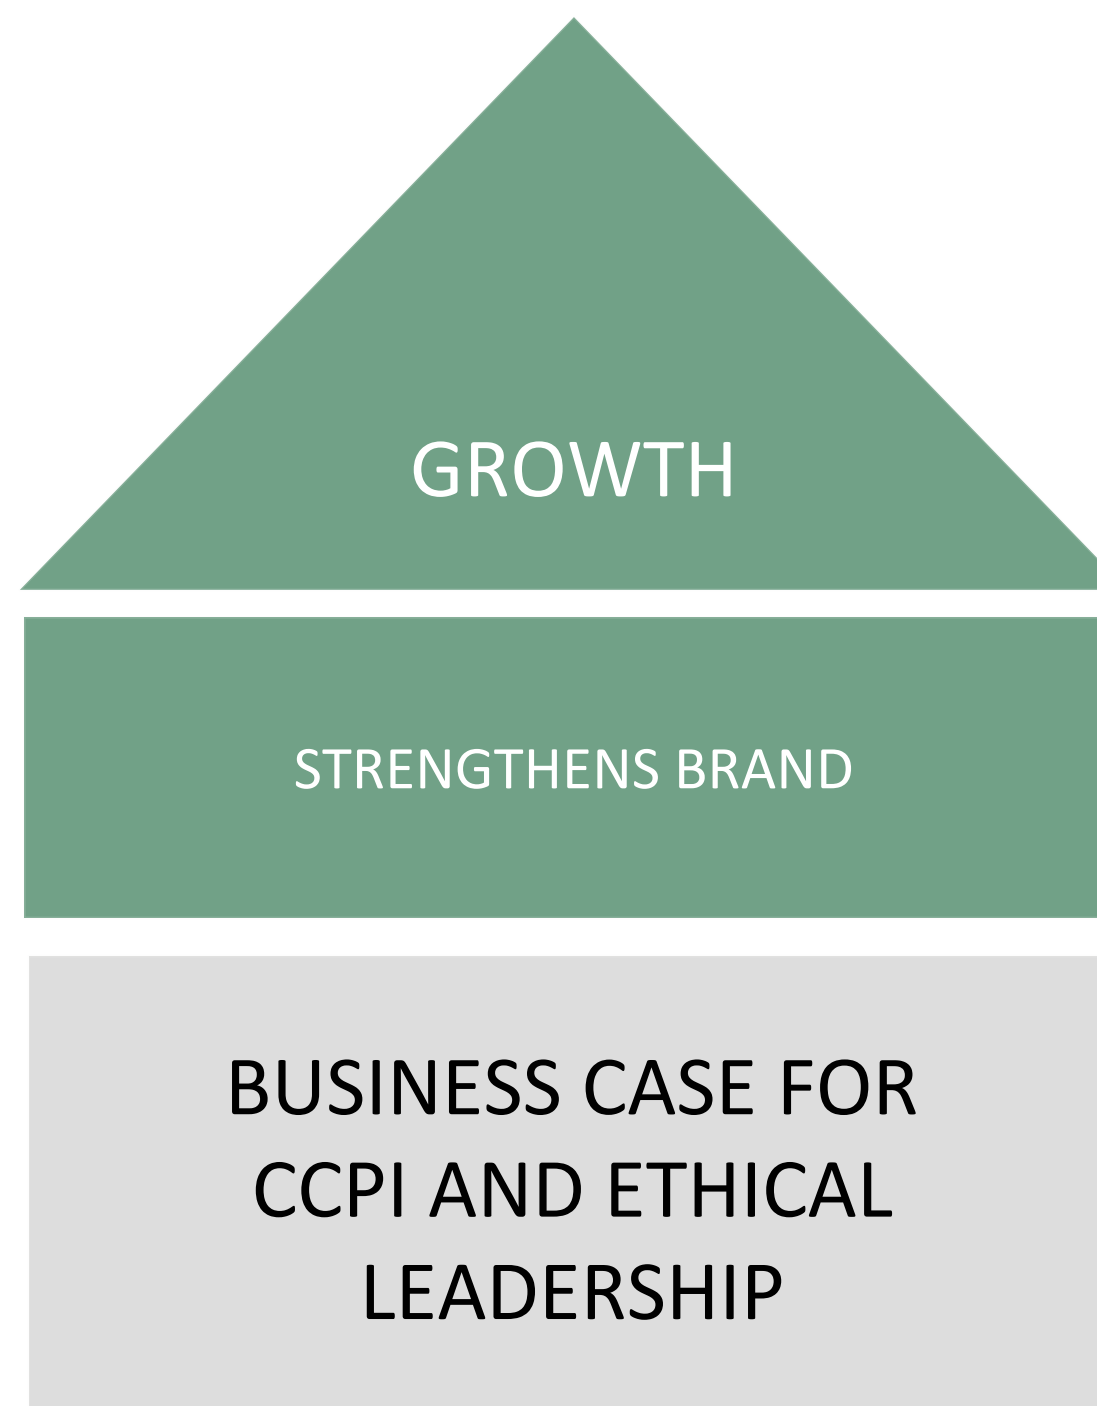 GROWTH
STRENGTHENS BRAND
BUSINESS CASE FOR
CCPI AND ETHICAL
LEADERSHIP